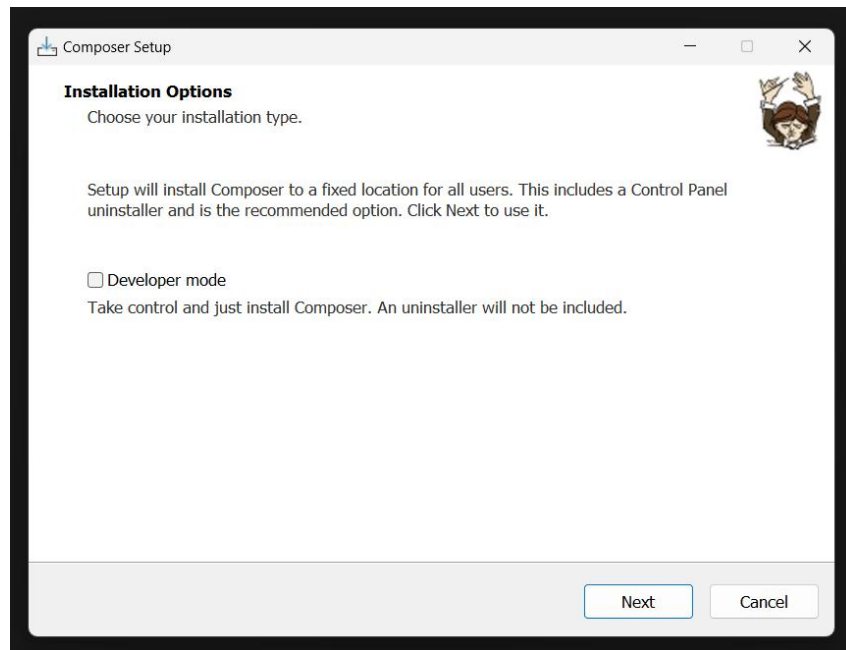 Composer Setup
Installation Options
Choose your installation type.
Setup will install Composer to a fixed location for all users. This includes a Control Panel
uninstaller and is the recommended option. Click Next to use it.
Developer mode
Take control and just install Composer. An uninstaller will not be included.
Next Cancel